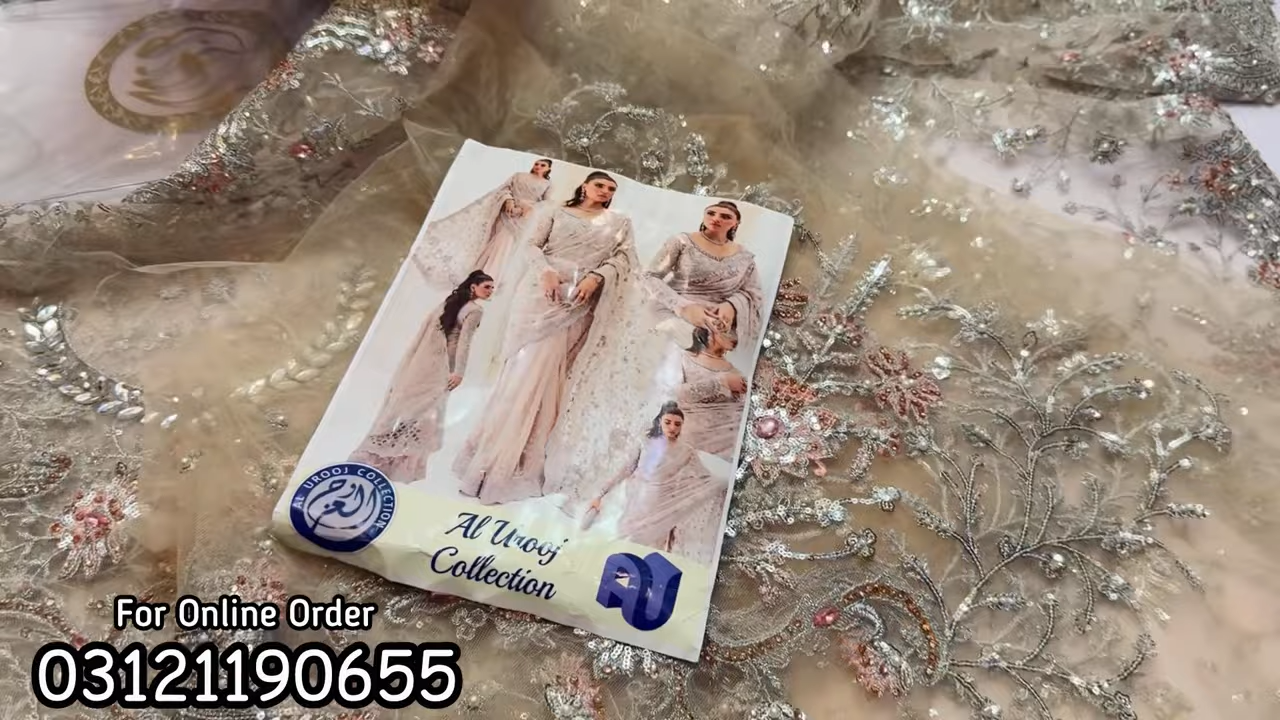 AL UROOJ COLLECTION
العروج
Al Urooj
Collection
AU
For Online Order
03121190655